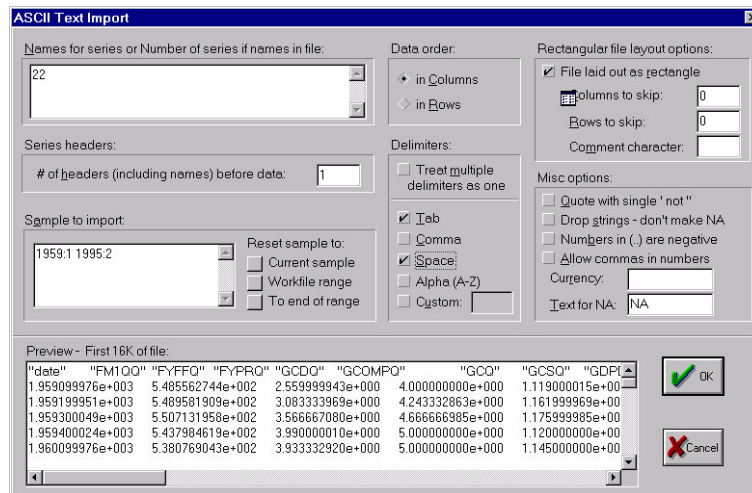 ASCII Text Import
Names for series or Number of series if names in file:
22
Series headers:
# of headers (including names) before data: 1
Sample to import:
1959:1 1995:2
Reset sample to:
Current sample
Workfile range
To end of range
Data order:
in Columns
in Rows
Delimiters:
Treat multiple
delimiters as one
Tab
Comma
Space
Alpha (A-Z)
Custom:
Rectangular file layout options:
File laid out as rectangle
Columns to skip: 0
Rows to skip: 0
Comment character:
Misc options:
Quote with single ' not "
Drop strings - don't make NA
Numbers in (..) are negative
Allow commas in numbers
Currency:
Text for NA: NA
Preview - First 16K of file:
"date" "FM1QQ" "FYFFQ" "FYPRQ" "GCDQ" "GCOMPQ" "GCQ" "GCSQ" "GDP
1.959099976e+003 5.485562744e+002 2.559999943e+000 4.000000000e+000 1.119000015e+00
1.959199951e+003 5.489581909e+002 3.083333969e+000 4.243332863e+000 1.161999969e+00
1.959300049e+003 5.507131958e+002 3.566667080e+000 4.666666985e+000 1.175999985e+00
1.959400024e+003 5.437984619e+002 3.990000010e+000 5.000000000e+000 1.120000000e+00
1.960099976e+003 5.380769043e+002 3.933332920e+000 5.000000000e+000 1.145000000e+00
OK
Cancel